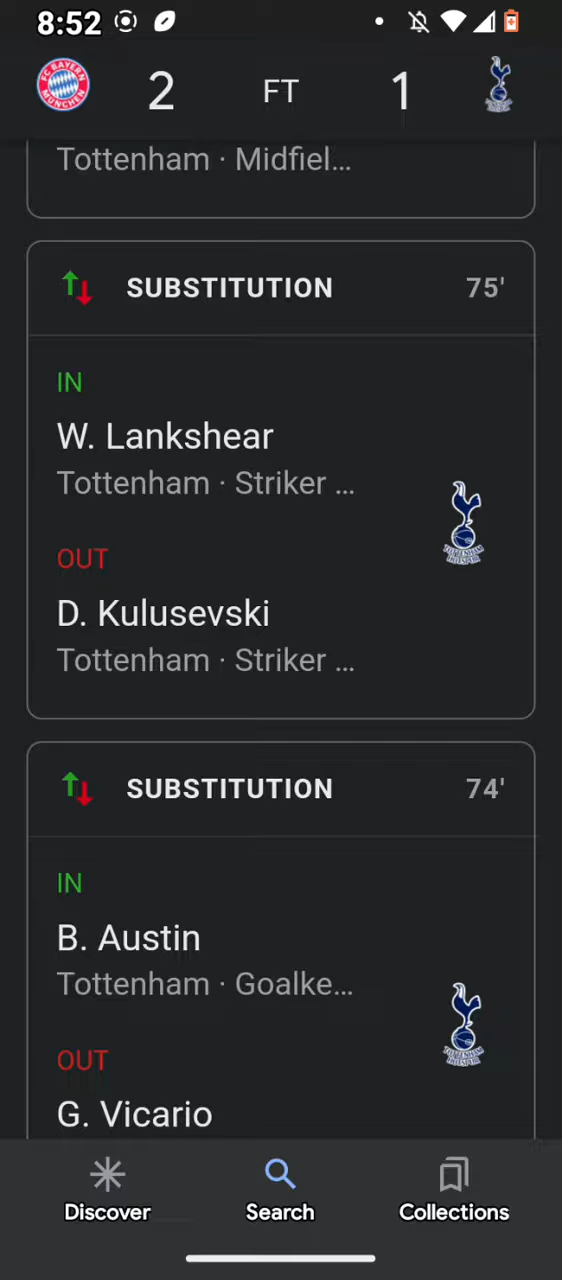 8:52
2 FT 1
Tottenham · Midfiel...
SUBSTITUTION 75'
IN
W. Lankshear
Tottenham · Striker ...
OUT
D. Kulusevski
Tottenham · Striker ...
SUBSTITUTION 74'
IN
B. Austin
Tottenham · Goalke...
OUT
G. Vicario
Discover Search Collections